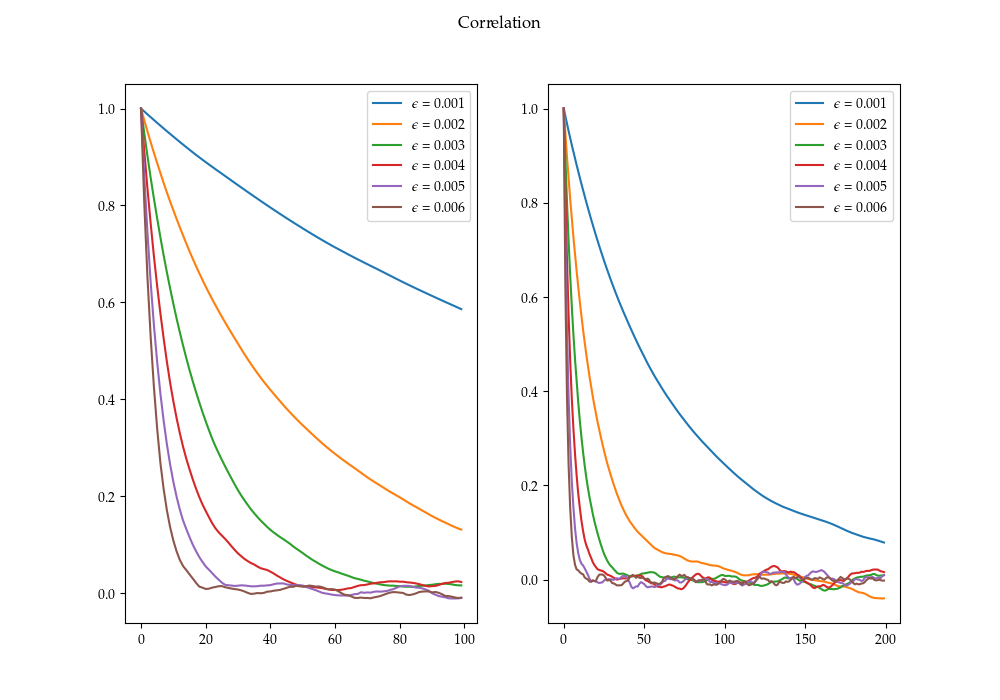 Correlation
1.0
0.8
0.6
0.4
0.2
0.0
0 20 40 60 80 100
ϵ = 0.001
ϵ = 0.002
ϵ = 0.003
ϵ = 0.004
ϵ = 0.005
ϵ = 0.006
1.0
0.8
0.6
0.4
0.2
0.0
0 50 100 150 200
ϵ = 0.001
ϵ = 0.002
ϵ = 0.003
ϵ = 0.004
ϵ = 0.005
ϵ = 0.006